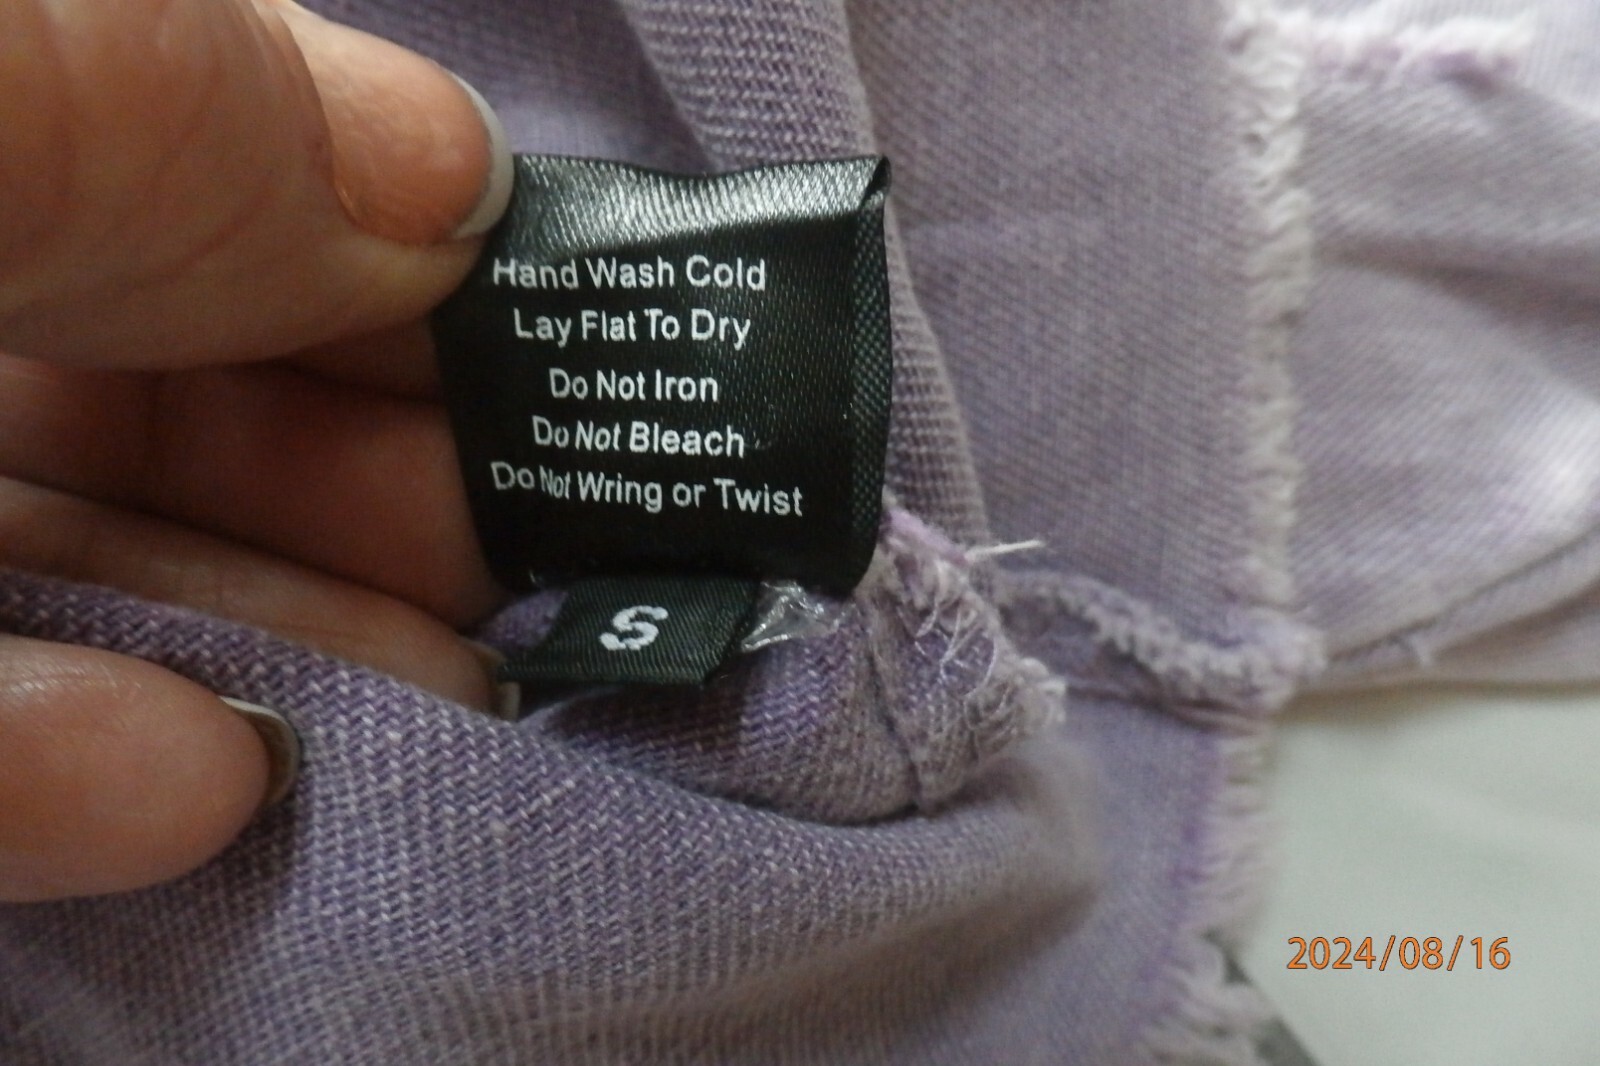 Hand Wash Cold
Lay Flat To Dry
Do Not Iron
Do Not Bleach
Do Not Wring or Twist
S
2024/08/16